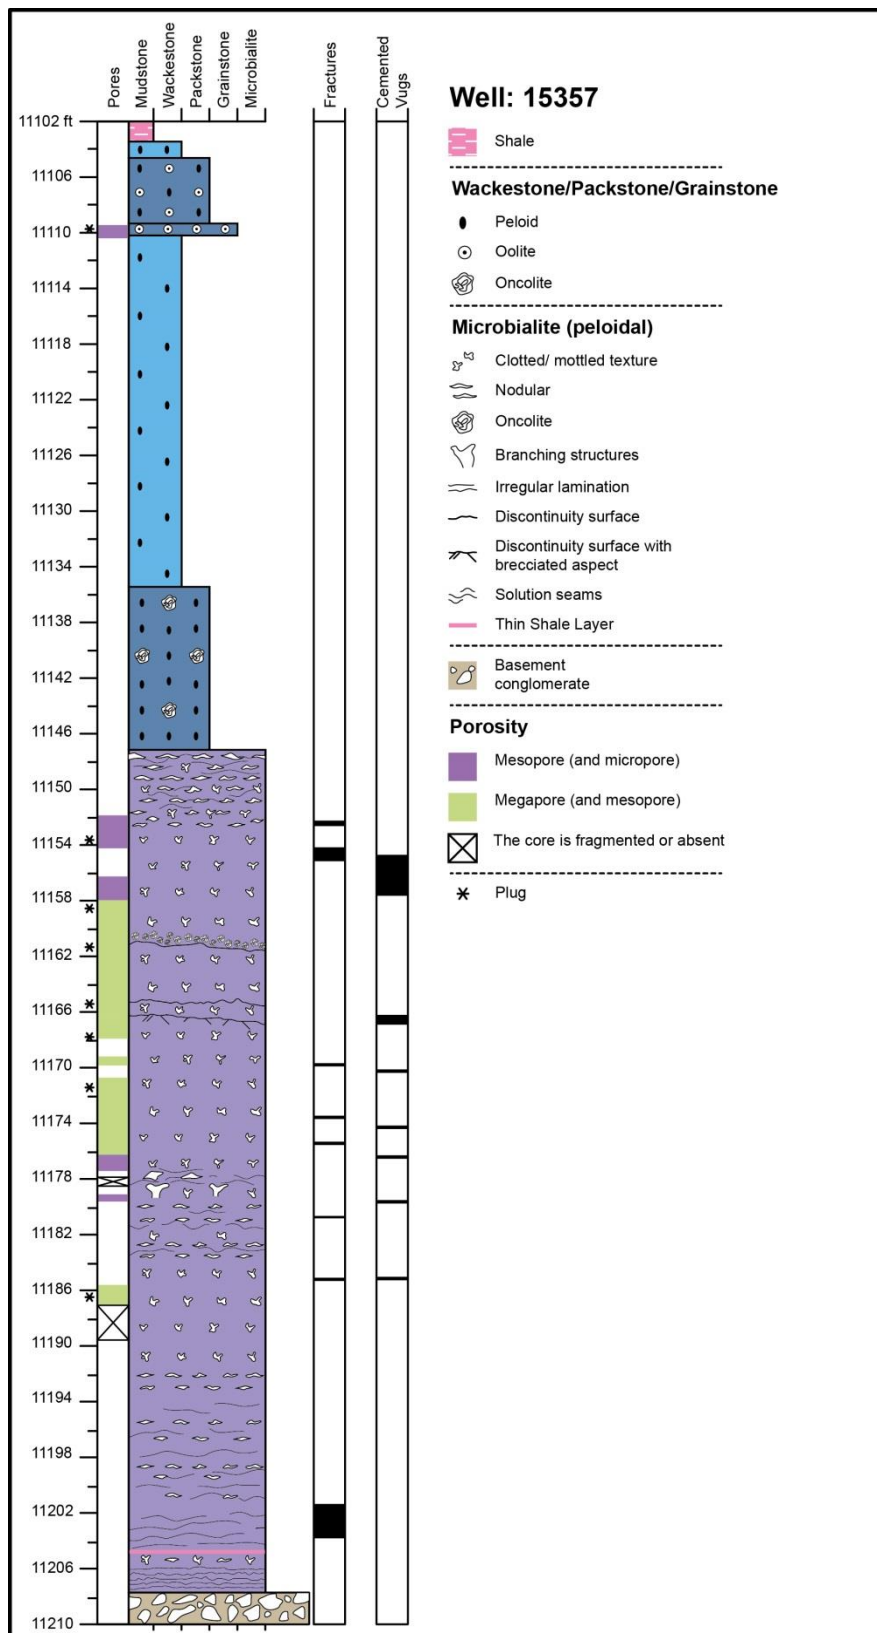 Pores
Mudstone
Wackestone
Packstone
Grainstone
Microbialite
Fractures
Cemented
Vugs
11102 ft
11106
11110
11114
11118
11122
11126
11130
11134
11138
11142
11146
11150
11154
11158
11162
11166
11170
11174
11178
11182
11186
11190
11194
11198
11202
11206
11210
Well: 15357
Shale
Wackestone/Packstone/Grainstone
Peloid
Oolite
Oncolite
Microbialite (peloidal)
Clotted/ mottled texture
Nodular
Oncolite
Branching structures
Irregular lamination
Discontinuity surface
Discontinuity surface with
brecciated aspect
Solution seams
Thin Shale Layer
Basement
conglomerate
Porosity
Mesopore (and micropore)
Megapore (and mesopore)
The core is fragmented or absent
Plug